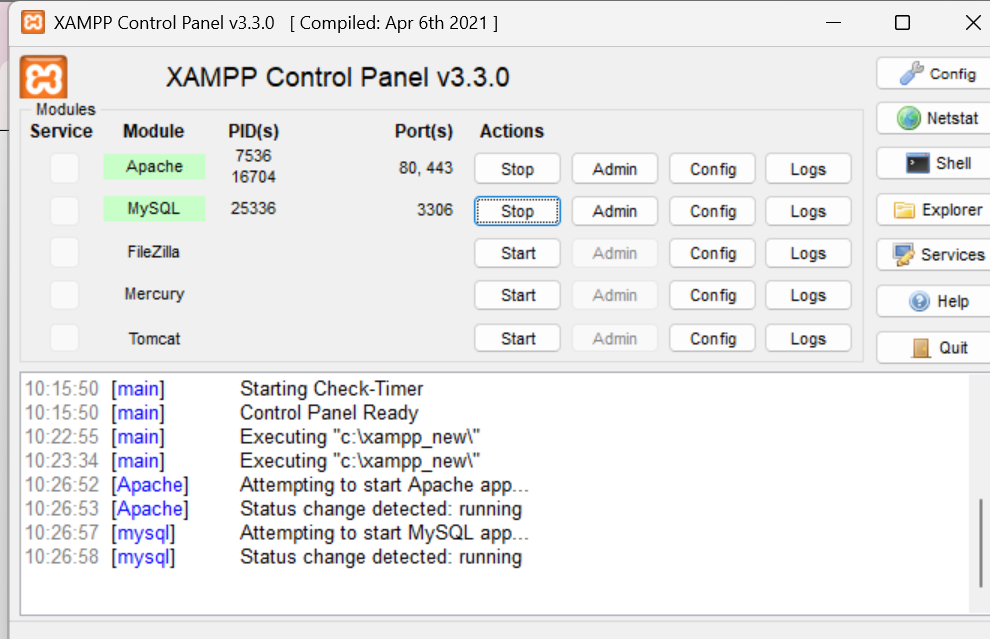 XAMPP Control Panel v3.3.0 [ Compiled: Apr 6th 2021 ]
XAMPP Control Panel v3.3.0
Config
Modules
Service Module PID(s) Port(s) Actions
Netstat
Apache 7536 16704 80, 443 Stop Admin Config Logs
Shell
MySQL 25336 3306 Stop Admin Config Logs
Explorer
FileZilla Start Admin Config Logs
Services
Mercury Start Admin Config Logs
Help
Tomcat Start Admin Config Logs
Quit
10:15:50 [main] Starting Check-Timer
10:15:50 [main] Control Panel Ready
10:22:55 [main] Executing "c:\xampp_new\"
10:23:34 [main] Executing "c:\xampp_new\"
10:26:52 [Apache] Attempting to start Apache app...
10:26:53 [Apache] Status change detected: running
10:26:57 [mysql] Attempting to start MySQL app...
10:26:58 [mysql] Status change detected: running